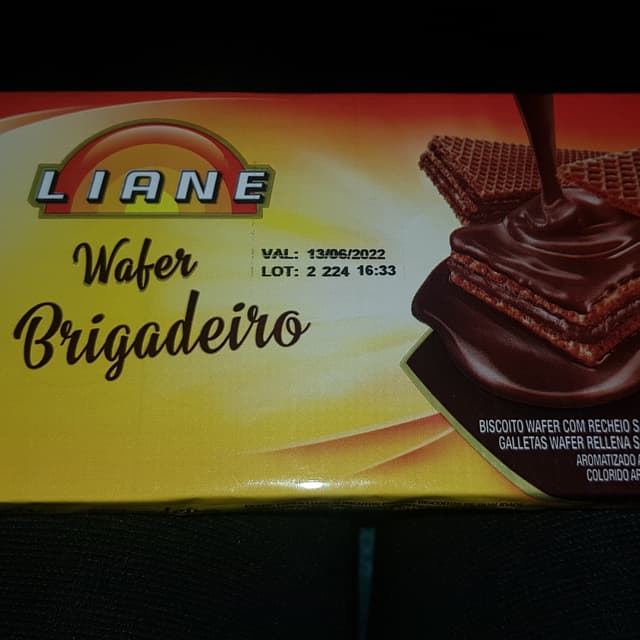 LIANE
Wafer
Brigadeiro
VAL: 13/06/2022
LOT: 2 224 16:33
BISCOITO WAFER COM RECHEIO S
GALLETAS WAFER RELLENA S
AROMATIZADO A
COLORIDO AR